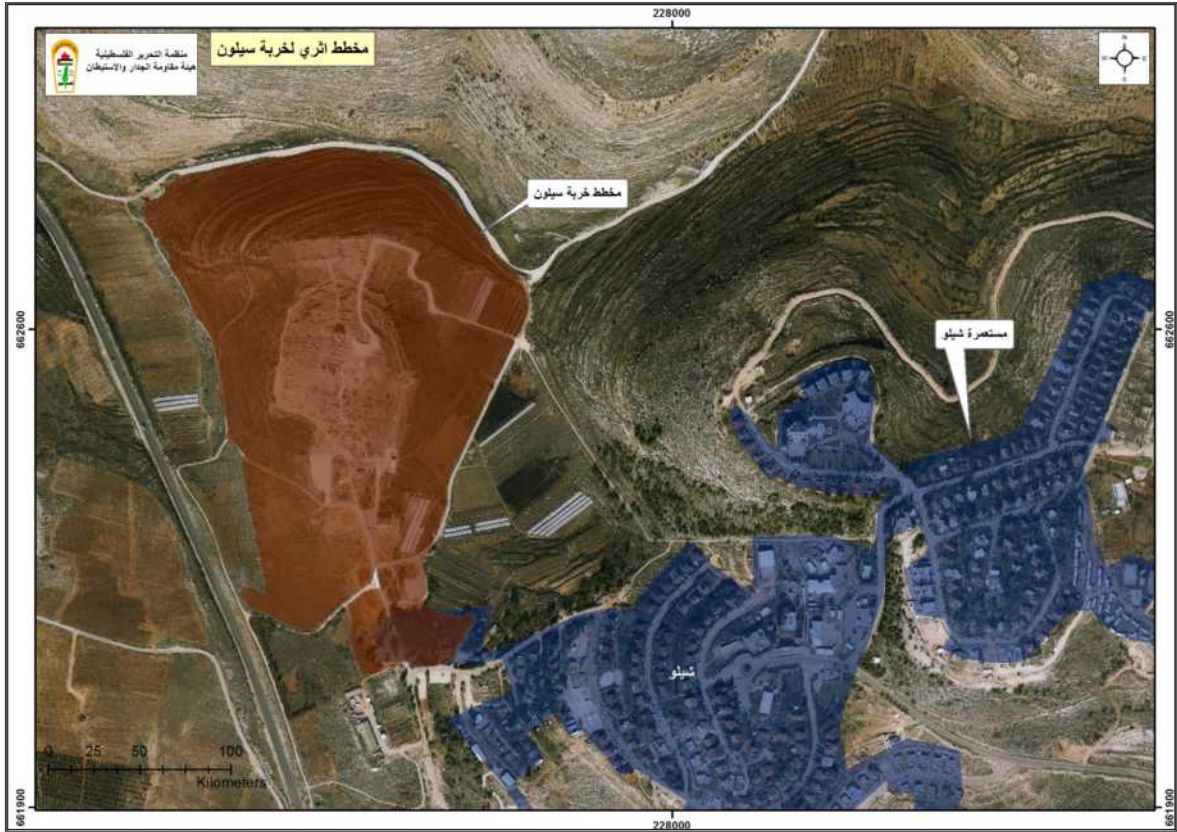 228000
منظمة التحرير الفلسطينية
هيئة مقاومة الجدار والاستيطان
مخطط اثري لخربة سيلون
N
W E
S
مخطط خربة سيلون
662600
662600
مستعمرة شيلو
شيلو
0 25 50 100
Kilometers
661900
661900
228000